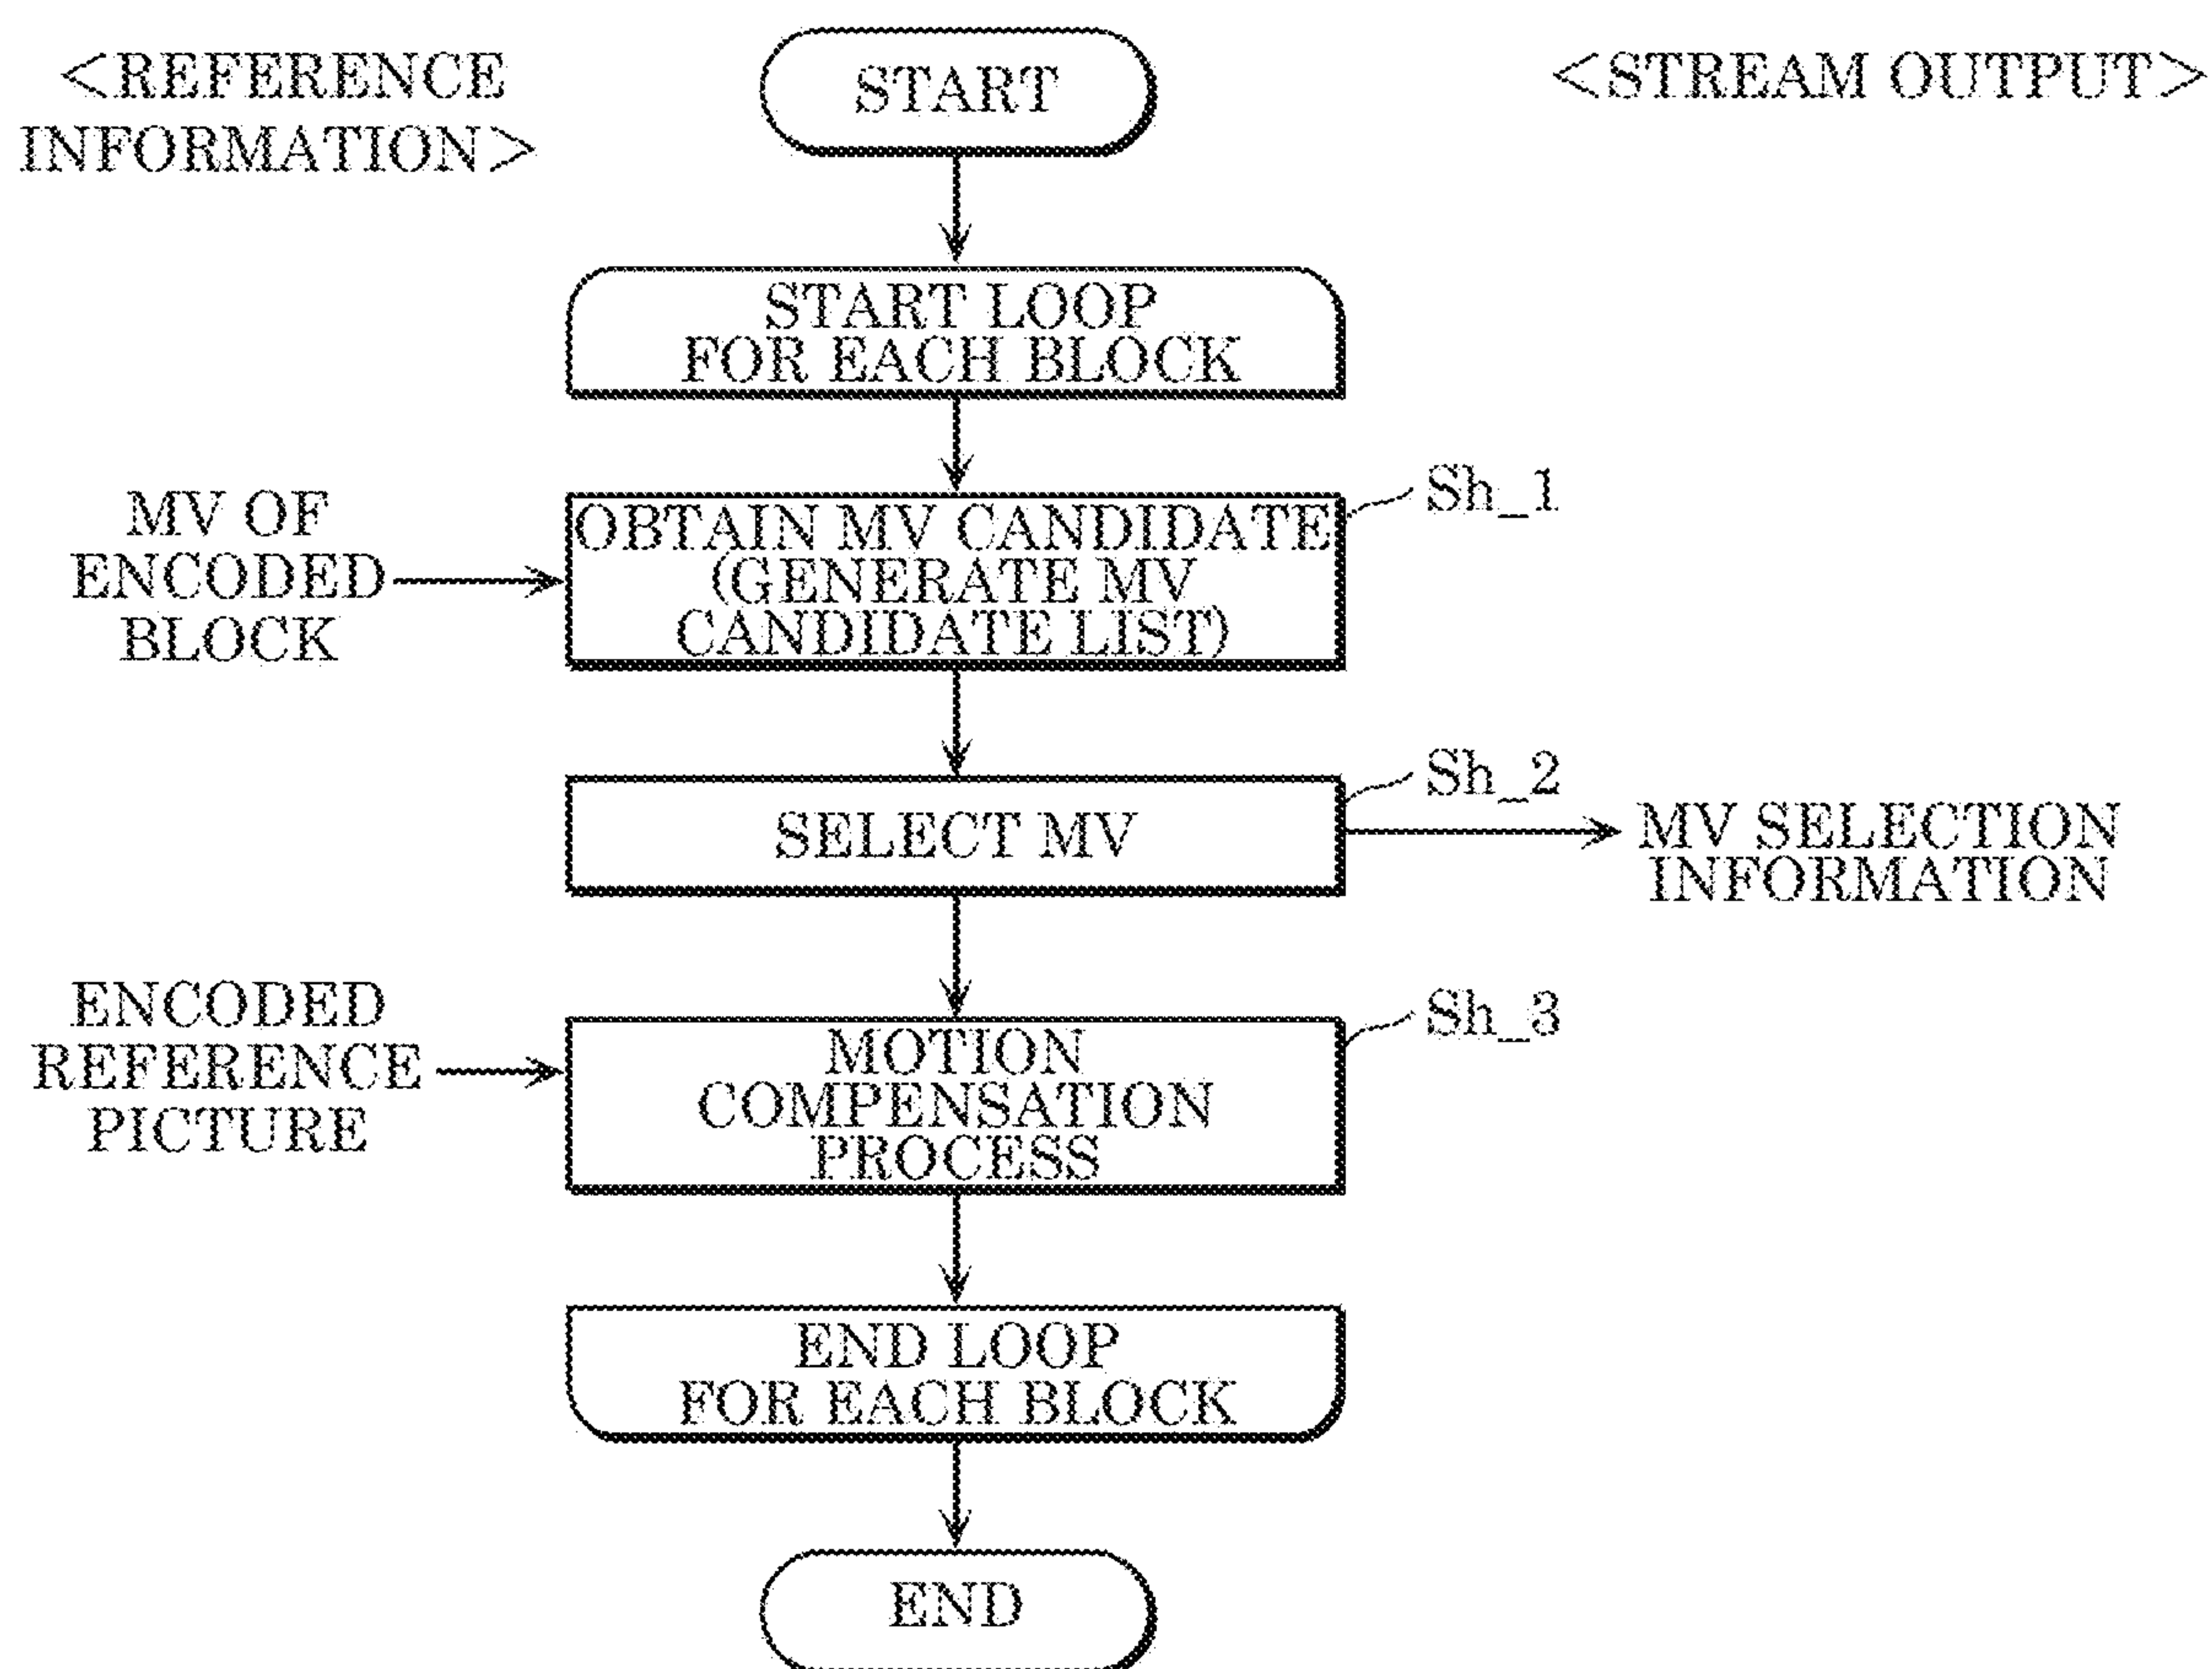 <REFERENCE
INFORMATION>
START
<STREAM OUTPUT>
START LOOP
FOR EACH BLOCK
MV OF
ENCODED
BLOCK
OBTAIN MV CANDIDATE
(GENERATE MV
CANDIDATE LIST)
Sh_1
SELECT MV
Sh_2
MV SELECTION
INFORMATION
ENCODED
REFERENCE
PICTURE
MOTION
COMPENSATION
PROCESS
Sh_3
END LOOP
FOR EACH BLOCK
END